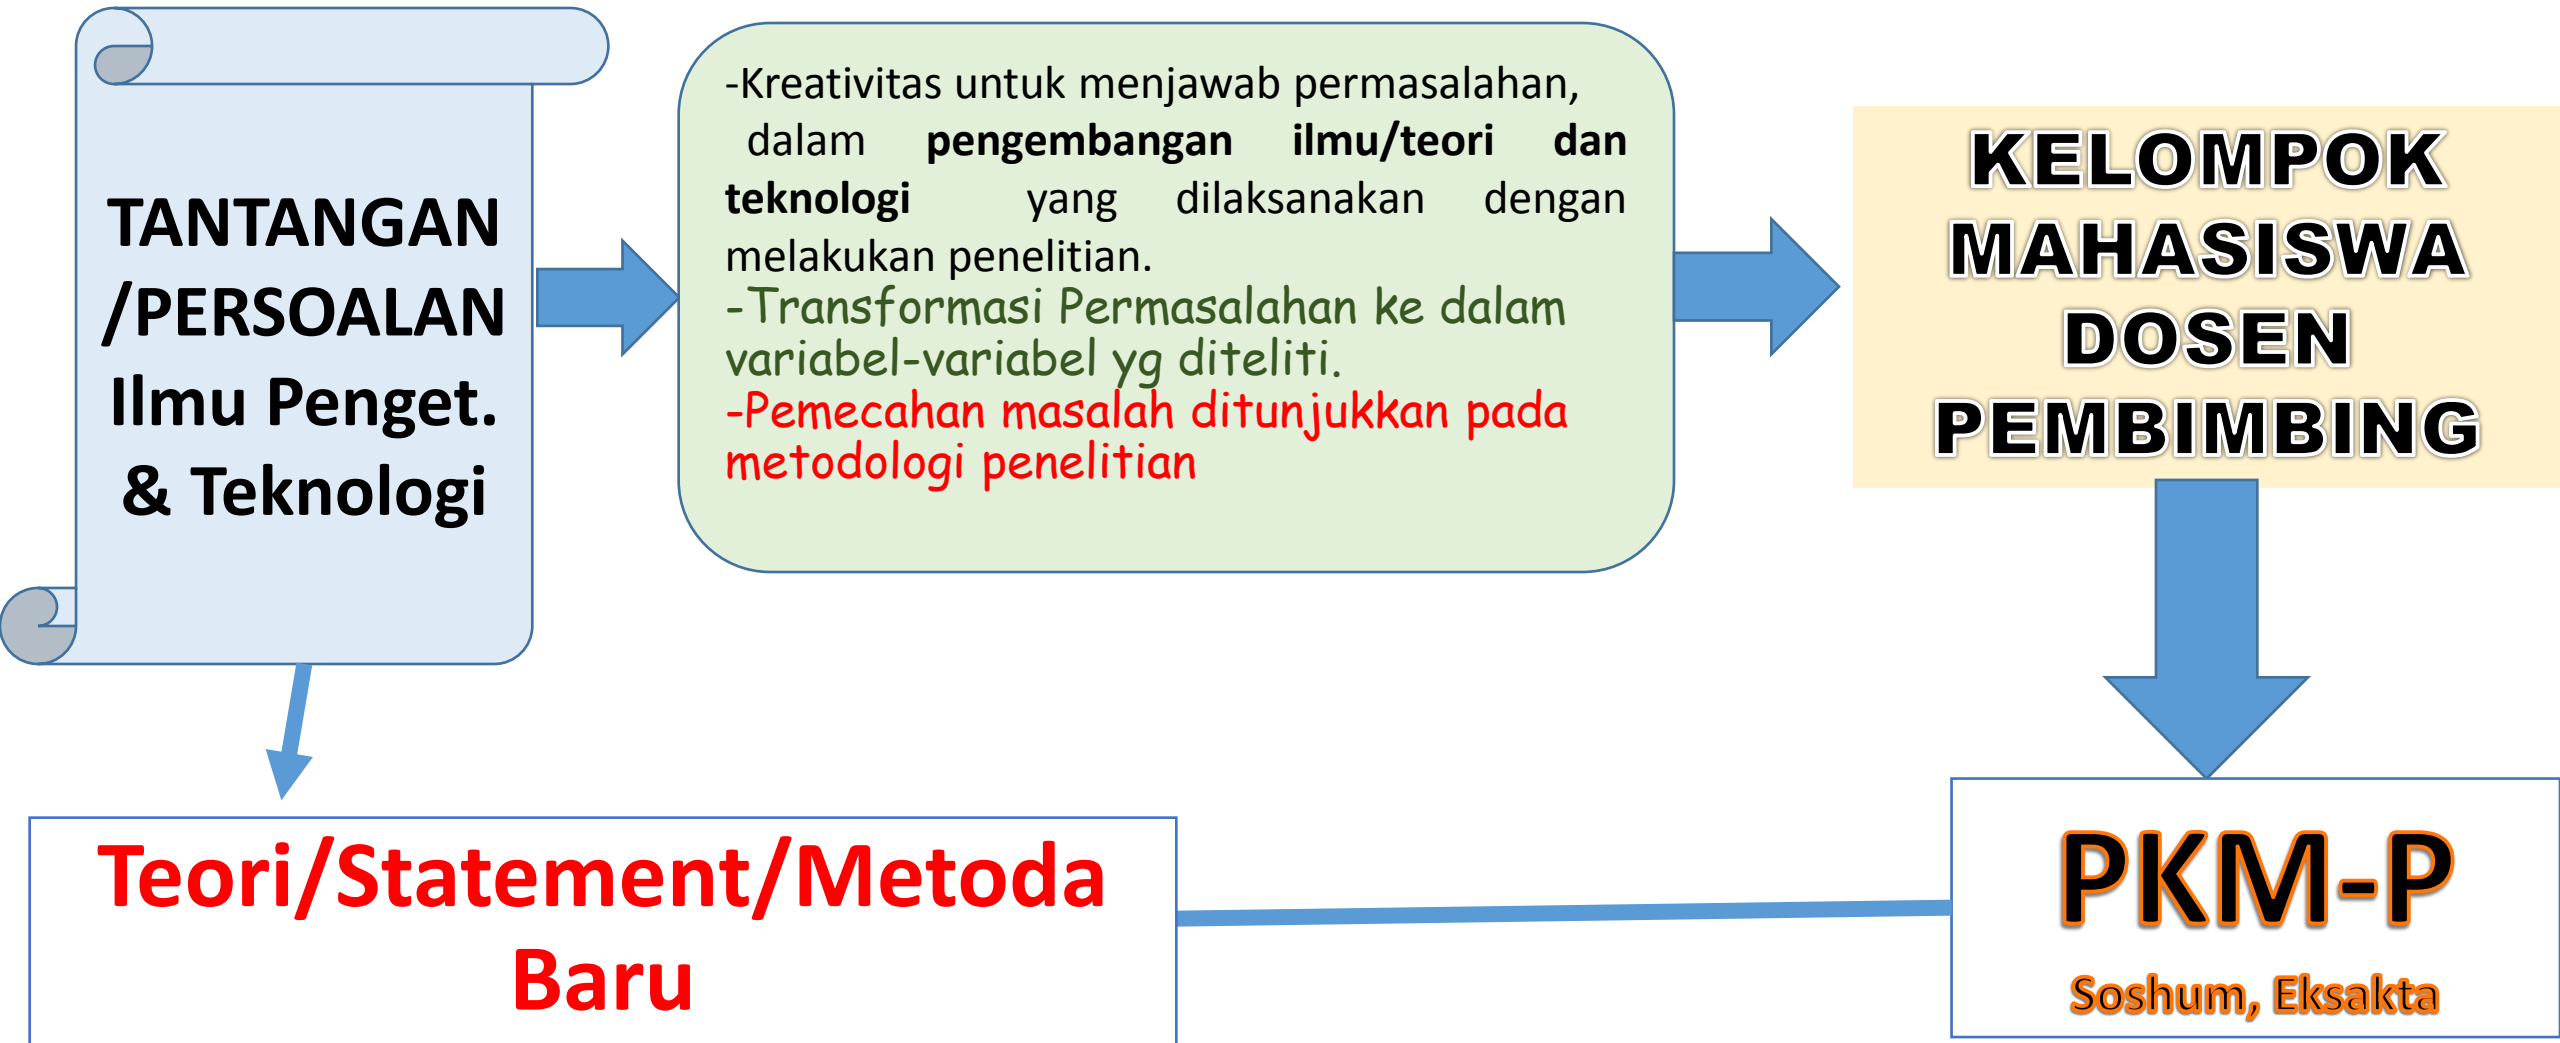 TANTANGAN
/PERSOALAN
Ilmu Penget.
& Teknologi
-Kreativitas untuk menjawab permasalahan,
dalam pengembangan ilmu/teori dan
teknologi yang dilaksanakan dengan
melakukan penelitian.
-Transformasi Permasalahan ke dalam
variabel-variabel yg diteliti.
-Pemecahan masalah ditunjukkan pada
metodologi penelitian
KELOMPOK
MAHASISWA
DOSEN
PEMBIMBING
Teori/Statement/Metoda
Baru
PKM-P
Soshum, Eksakta